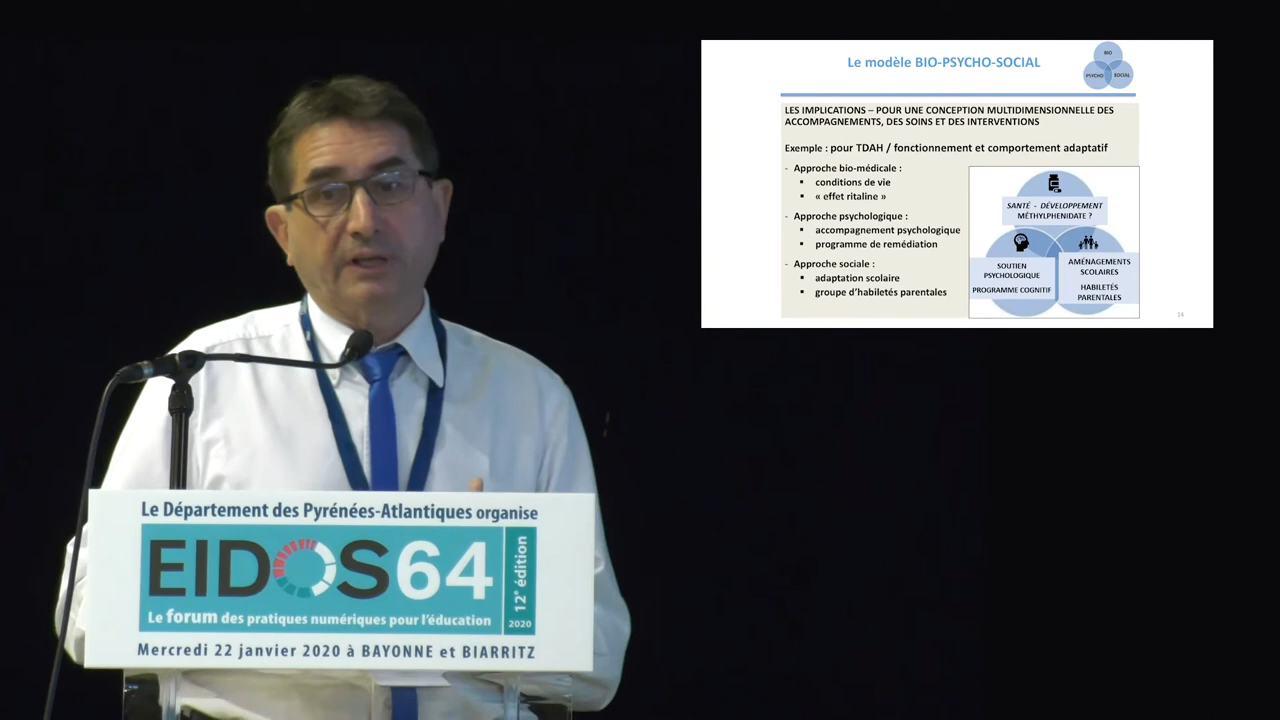 Le modèle BIO-PSYCHO-SOCIAL
BIO
PSYCHO
SOCIAL
LES IMPLICATIONS – POUR UNE CONCEPTION MULTIDIMENSIONNELLE DES
ACCOMPAGNEMENTS, DES SOINS ET DES INTERVENTIONS
Exemple : pour TDAH / fonctionnement et comportement adaptatif
- Approche bio-médicale :
▪ conditions de vie
▪ « effet ritaline »
- Approche psychologique :
▪ accompagnement psychologique
▪ programme de remédiation
- Approche sociale :
▪ adaptation scolaire
▪ groupe d'habiletés parentales
SANTÉ - DÉVELOPPEMENT
MÉTHYLPHENIDATE ?
SOUTIEN
PSYCHOLOGIQUE
PROGRAMME COGNITIF
AMÉNAGEMENTS
SCOLAIRES
HABILETÉS
PARENTALES
14
Le Département des Pyrénées-Atlantiques organise
EIDOS64
Le forum des pratiques numériques pour l'éducation
12e édition
2020
Mercredi 22 janvier 2020 à BAYONNE et BIARRITZ